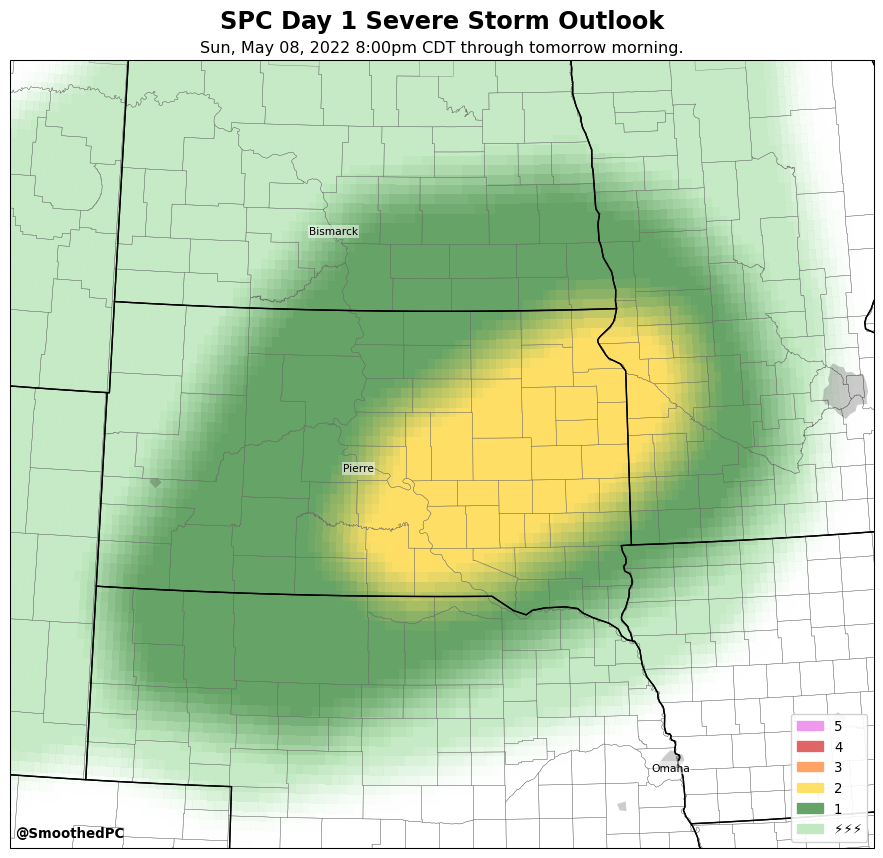 SPC Day 1 Severe Storm Outlook
Sun, May 08, 2022 8:00pm CDT through tomorrow morning.
Bismarck
Pierre
Omaha
5
4
3
2
1
⚡⚡⚡
@SmoothedPC